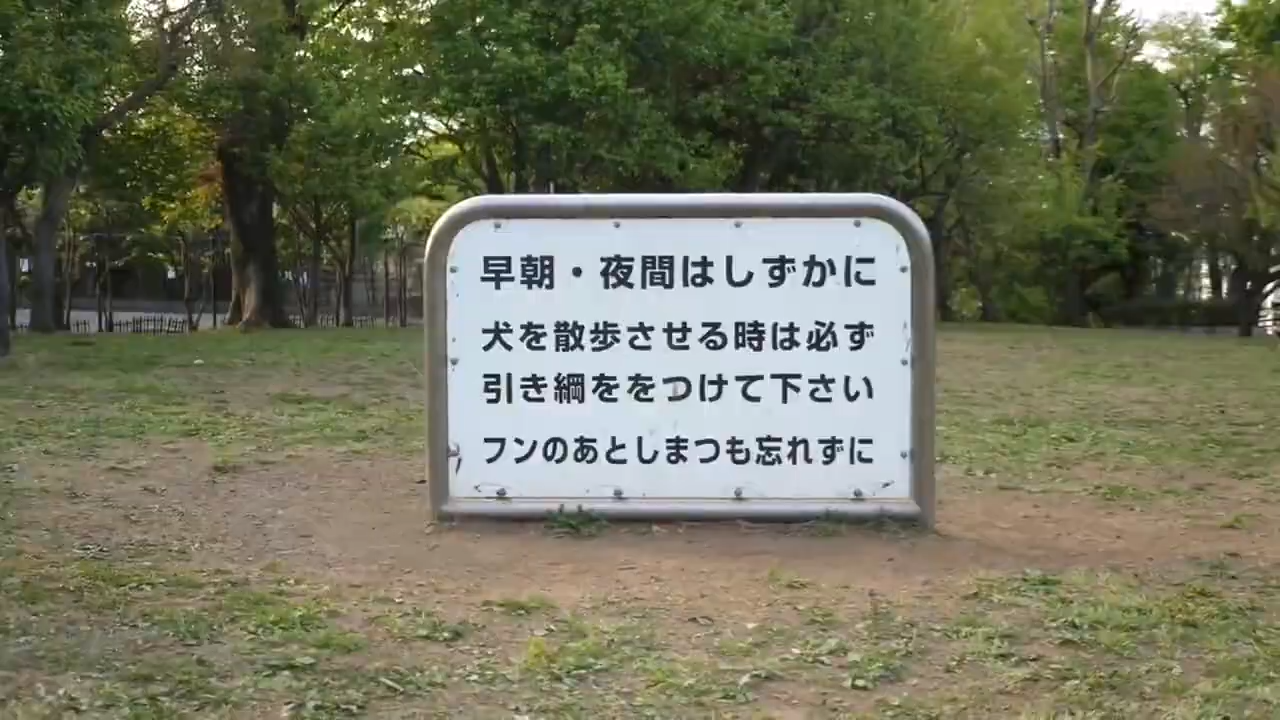 早朝・夜間はしずかに
犬を散歩させる時は必ず
引き綱ををつけて下さい
フンのあとしまつも忘れずに